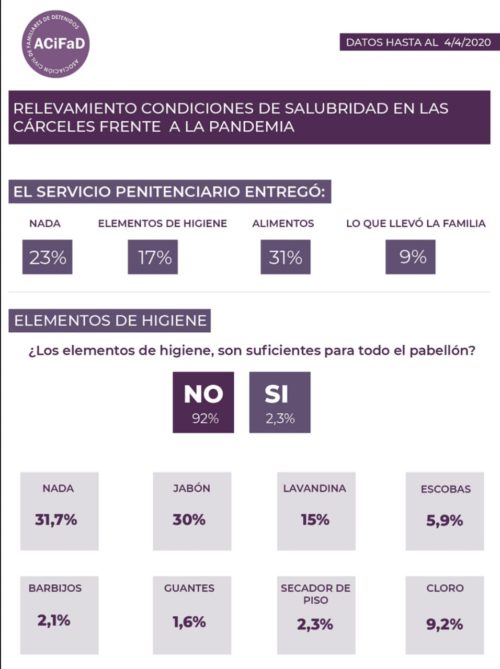 ACiFaD
ASOCIACIÓN CIVIL DE FAMILIARES DE DETENIDOS
DATOS HASTA AL 4/4/2020
RELEVAMIENTO CONDICIONES DE SALUBRIDAD EN LAS
CÁRCELES FRENTE A LA PANDEMIA
EL SERVICIO PENITENCIARIO ENTREGÓ:
NADA ELEMENTOS DE HIGIENE ALIMENTOS LO QUE LLEVÓ LA FAMILIA
23% 17% 31% 9%
ELEMENTOS DE HIGIENE
¿Los elementos de higiene, son suficientes para todo el pabellón?
NO SI
92% 2,3%
NADA JABÓN LAVANDINA ESCOBAS
31,7% 30% 15% 5,9%
BARBIJOS GUANTES SECADOR DE CLORO
PISO
2,1% 1,6% 2,3% 9,2%